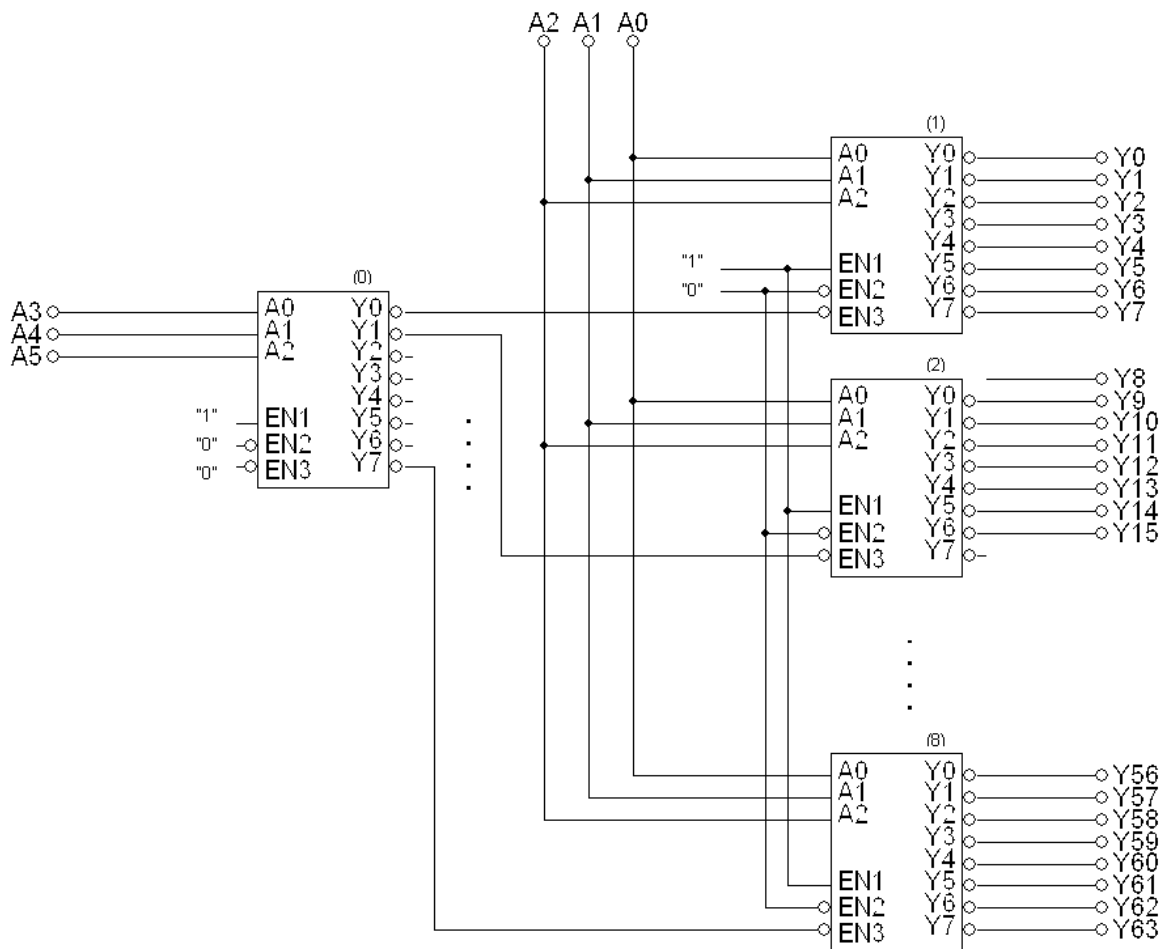 A2 A1 A0
(1)
A0 Y0 Y0
A1 Y1 Y1
A2 Y2 Y2
Y3 Y3
Y4 Y4
"1" EN1 Y5 Y5
"0" EN2 Y6 Y6
EN3 Y7 Y7
(0)
A3 A0 Y0
A4 A1 Y1
A5 A2 Y2
Y3
Y4
"1" EN1 Y5
"0" EN2 Y6
"0" EN3 Y7
(2)
Y8
A0 Y0 Y9
A1 Y1 Y10
A2 Y2 Y11
Y3 Y12
Y4 Y13
EN1 Y5 Y14
EN2 Y6 Y15
EN3 Y7
(8)
A0 Y0 Y56
A1 Y1 Y57
A2 Y2 Y58
Y3 Y59
Y4 Y60
EN1 Y5 Y61
EN2 Y6 Y62
EN3 Y7 Y63